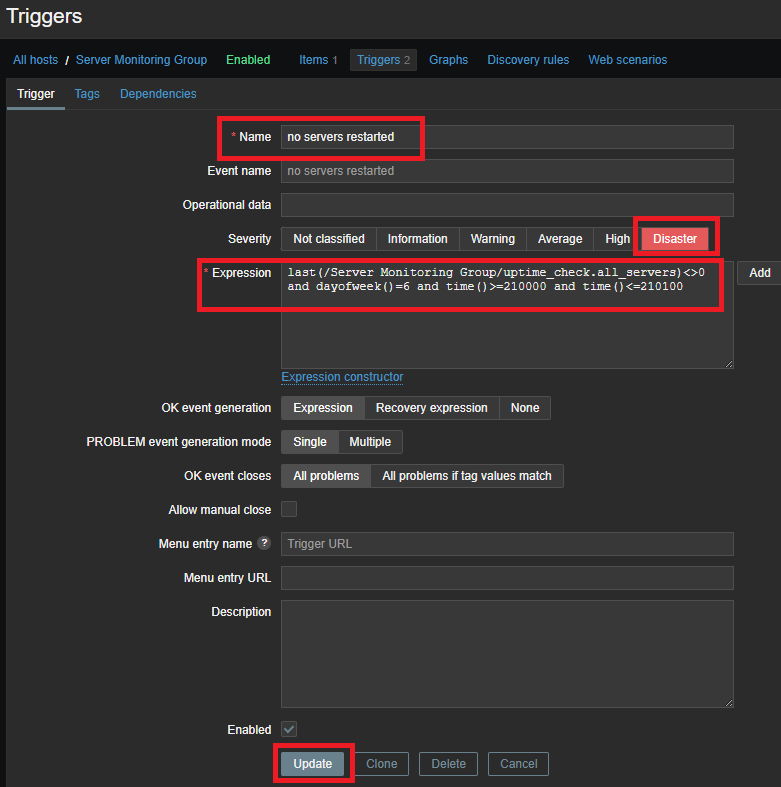 Triggers
All hosts / Server Monitoring Group Enabled Items 1 Triggers 2 Graphs Discovery rules Web scenarios
Trigger Tags Dependencies
* Name no servers restarted
Event name no servers restarted
Operational data
Severity Not classified Information Warning Average High Disaster
* Expression last(/Server Monitoring Group/uptime_check.all_servers)<>0 Add
and dayofweek()=6 and time()>=210000 and time()<=210100
Expression constructor
OK event generation Expression Recovery expression None
PROBLEM event generation mode Single Multiple
OK event closes All problems All problems if tag values match
Allow manual close
Menu entry name ? Trigger URL
Menu entry URL
Description
Enabled
Update Clone Delete Cancel